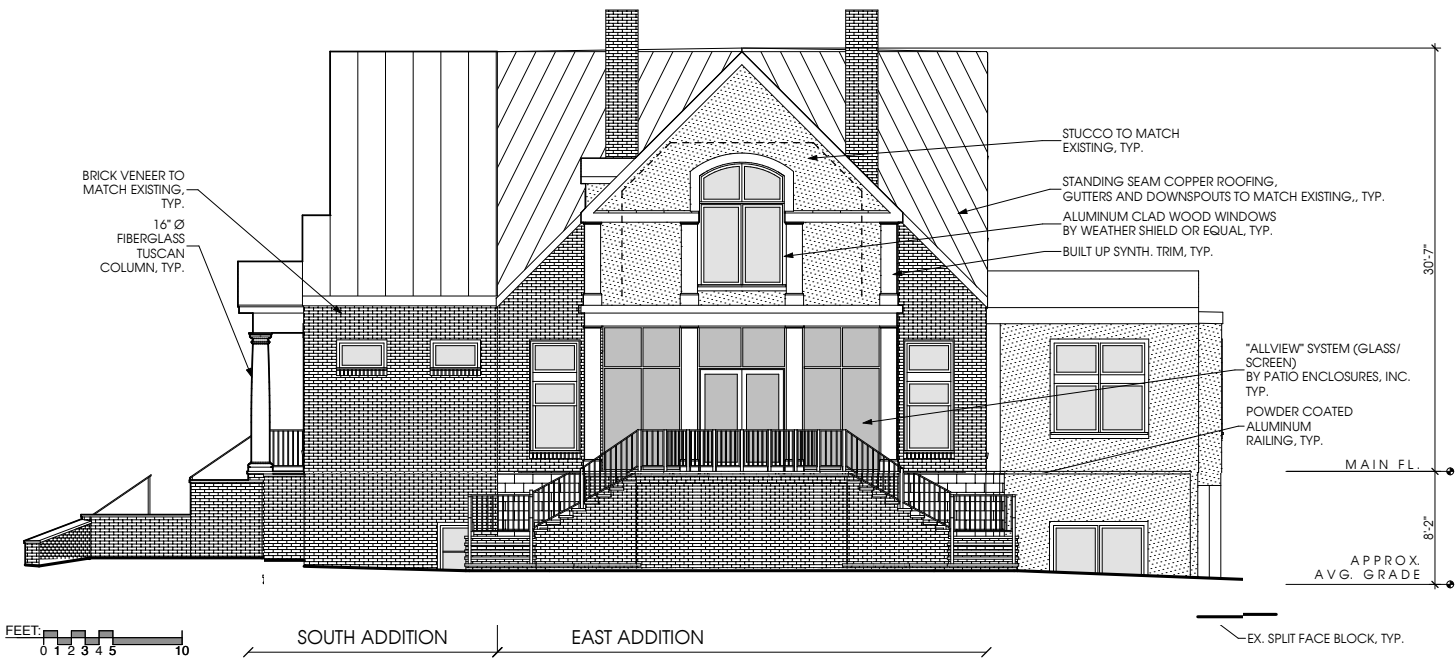 STUCCO TO MATCH
EXISTING, TYP.
BRICK VENEER TO
MATCH EXISTING,
TYP.
STANDING SEAM COPPER ROOFING,
GUTTERS AND DOWNSPOUTS TO MATCH EXISTING,, TYP.
ALUMINUM CLAD WOOD WINDOWS
BY WEATHER SHIELD OR EQUAL, TYP.
16" Ø
FIBERGLASS
TUSCAN
COLUMN, TYP.
BUILT UP SYNTH. TRIM, TYP.
30'-7"
"ALLVIEW" SYSTEM (GLASS/
SCREEN)
BY PATIO ENCLOSURES, INC.
TYP.
POWDER COATED
ALUMINUM
RAILING, TYP.
MAIN FL.
8'-2"
APPROX.
AVG. GRADE
FEET:
0 1 2 3 4 5 10
SOUTH ADDITION
EAST ADDITION
EX. SPLIT FACE BLOCK, TYP.